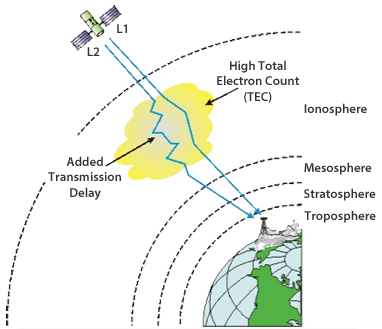 L1
L2
High Total
Electron Count
(TEC)
Ionosphere
Added
Transmission
Delay
Mesosphere
Stratosphere
Troposphere